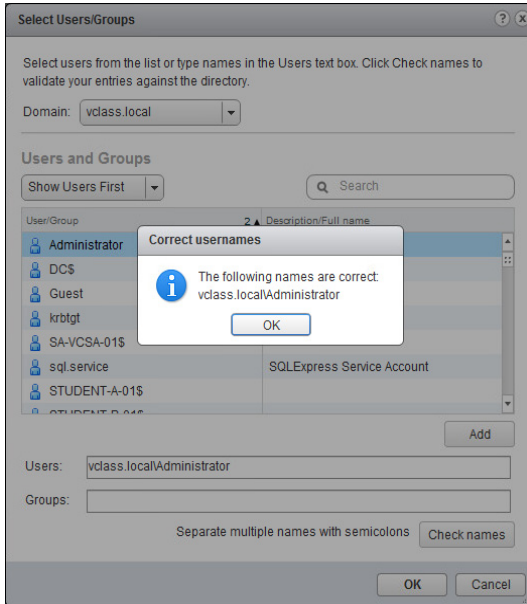 Select Users/Groups
Select users from the list or type names in the Users text box. Click Check names to
validate your entries against the directory.
Domain: vclass.local
Users and Groups
Show Users First Search
User/Group 2 Description/Full name
Administrator
DC$
Guest
krbtgt
SA-VCSA-01$
sql.service SQLExpress Service Account
STUDENT-A-01$
STUDENT-B-01$
Correct usernames
The following names are correct:
vclass.local\Administrator
OK
Add
Users: vclass.local\Administrator
Groups:
Separate multiple names with semicolons Check names
OK Cancel